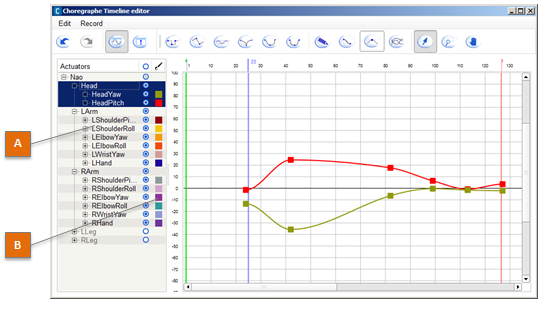 Choregraphe Timeline editor
Edit Record
Actuators
1 10 20 23 30 40 50 60 70 80 90 100 110 120 130
Nao
Head
HeadYaw
HeadPitch
LArm
LShoulderPi...
LShoulderRoll
LElbowYaw
LElbowRoll
LWristYaw
LHand
RArm
RShoulderPi...
RShoulderRoll
RElbowYaw
RElbowRoll
RWristYaw
RHand
LLeg
RLeg
100
90
80
70
60
50
40
30
20
10
0
-10
-20
-30
-40
-50
-60
-70
-80
A
B